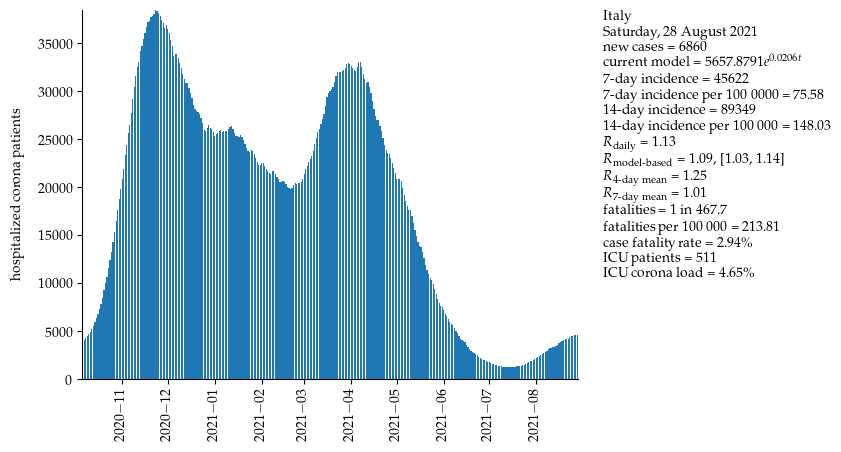 Italy
Saturday, 28 August 2021
new cases = 6860
current model = 5657.8791e^0.0206t
7-day incidence = 45622
7-day incidence per 100 0000 = 75.58
14-day incidence = 89349
14-day incidence per 100 000 = 148.03
R_daily = 1.13
R_model-based = 1.09, [1.03, 1.14]
R_4-day mean = 1.25
R_7-day mean = 1.01
fatalities = 1 in 467.7
fatalities per 100 000 = 213.81
case fatality rate = 2.94%
ICU patients = 511
ICU corona load = 4.65%
hospitalized corona patients
35000
30000
25000
20000
15000
10000
5000
0
2020−11
2020−12
2021−01
2021−02
2021−03
2021−04
2021−05
2021−06
2021−07
2021−08